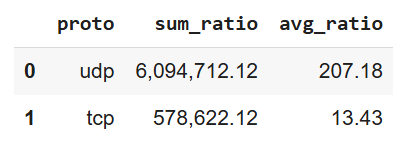 proto sum_ratio avg_ratio
0 udp 6,094,712.12 207.18
1 tcp 578,622.12 13.43